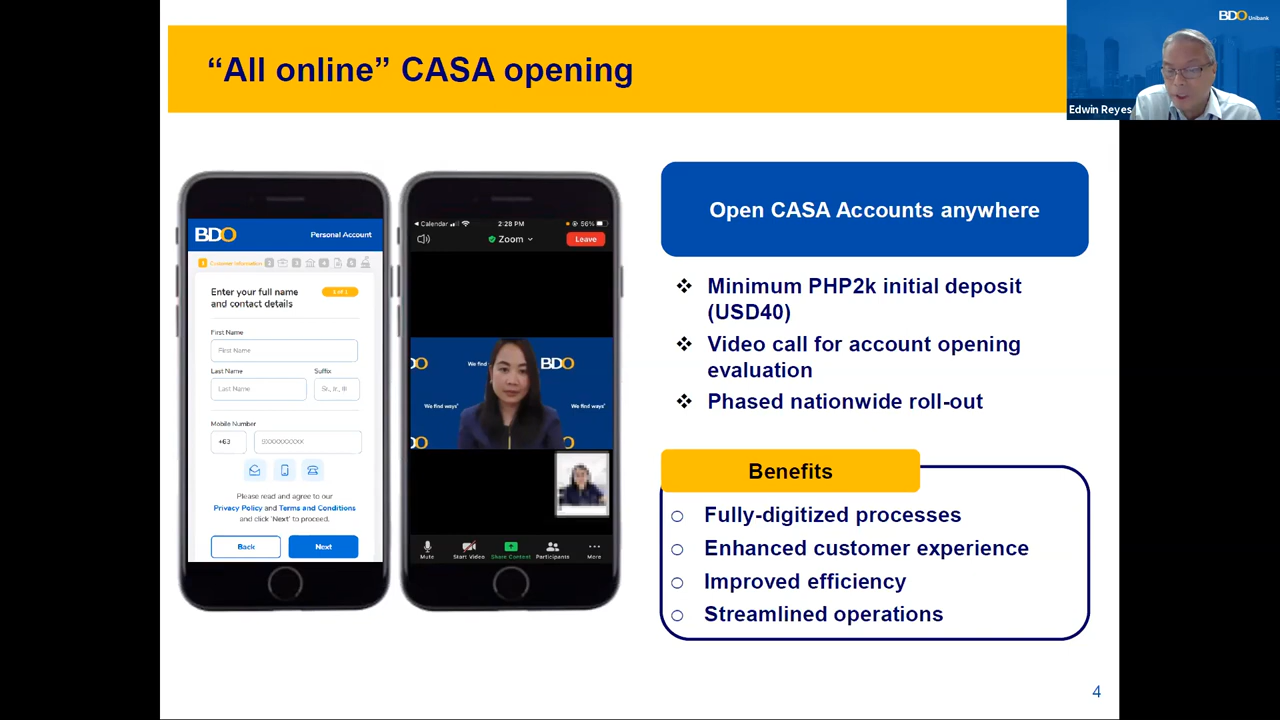 "All online" CASA opening
BDO Unibank
Edwin Reyes
BDO
Personal Account
1 Customer Information 2 3 4 5
Enter your full name
and contact details
First Name
First Name
Last Name
Suffix
Last Name
Sr., Jr., III
Mobile Number
+63
Please read and agree to our
Privacy Policy and Terms and Conditions
and click 'Next' to proceed.
Back
Next
Calendar
2:28 PM
56%
Zoom
Leave
We find
BDO
We find ways®
We find ways®
Mute
Start Video
Share Content
Participants
More
Open CASA Accounts anywhere
❖ Minimum PHP2k initial deposit
(USD40)
❖ Video call for account opening
evaluation
❖ Phased nationwide roll-out
Benefits
○ Fully-digitized processes
○ Enhanced customer experience
○ Improved efficiency
○ Streamlined operations
4